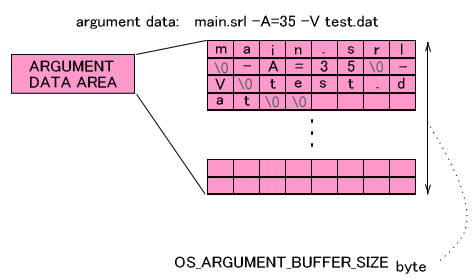 argument data: main.srl -A=35 -V test.dat
ARGUMENT
DATA AREA
m a i n . s r l
\0 - A = 3 5 \0 -
V \0 t e s t . d
a t \0 \0
OS_ARGUMENT_BUFFER_SIZE byte